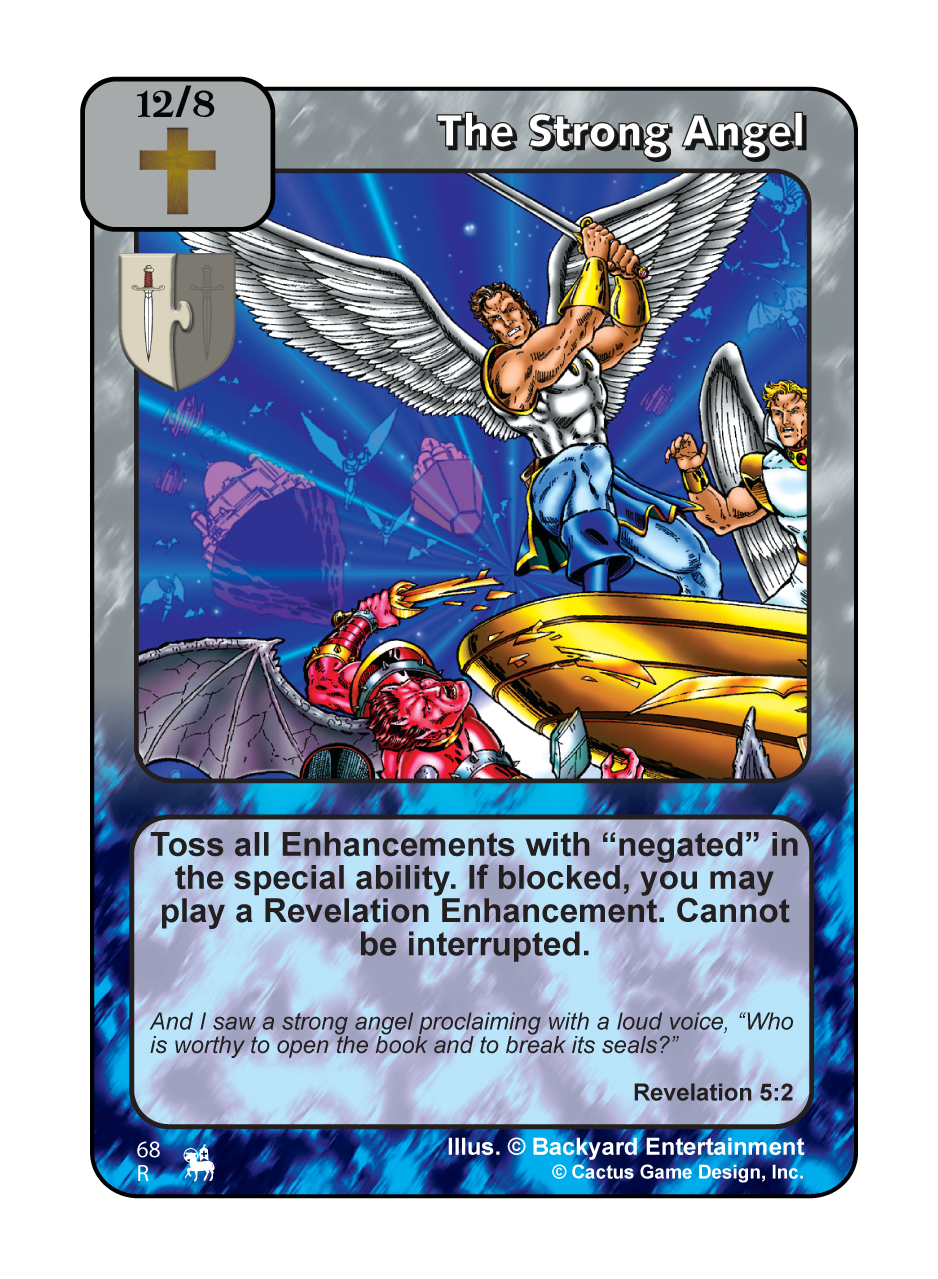 12/8
The Strong Angel
Toss all Enhancements with “negated” in
the special ability. If blocked, you may
play a Revelation Enhancement. Cannot
be interrupted.
And I saw a strong angel proclaiming with a loud voice, “Who
is worthy to open the book and to break its seals?”
Revelation 5:2
68
R
Illus. © Backyard Entertainment
© Cactus Game Design, Inc.